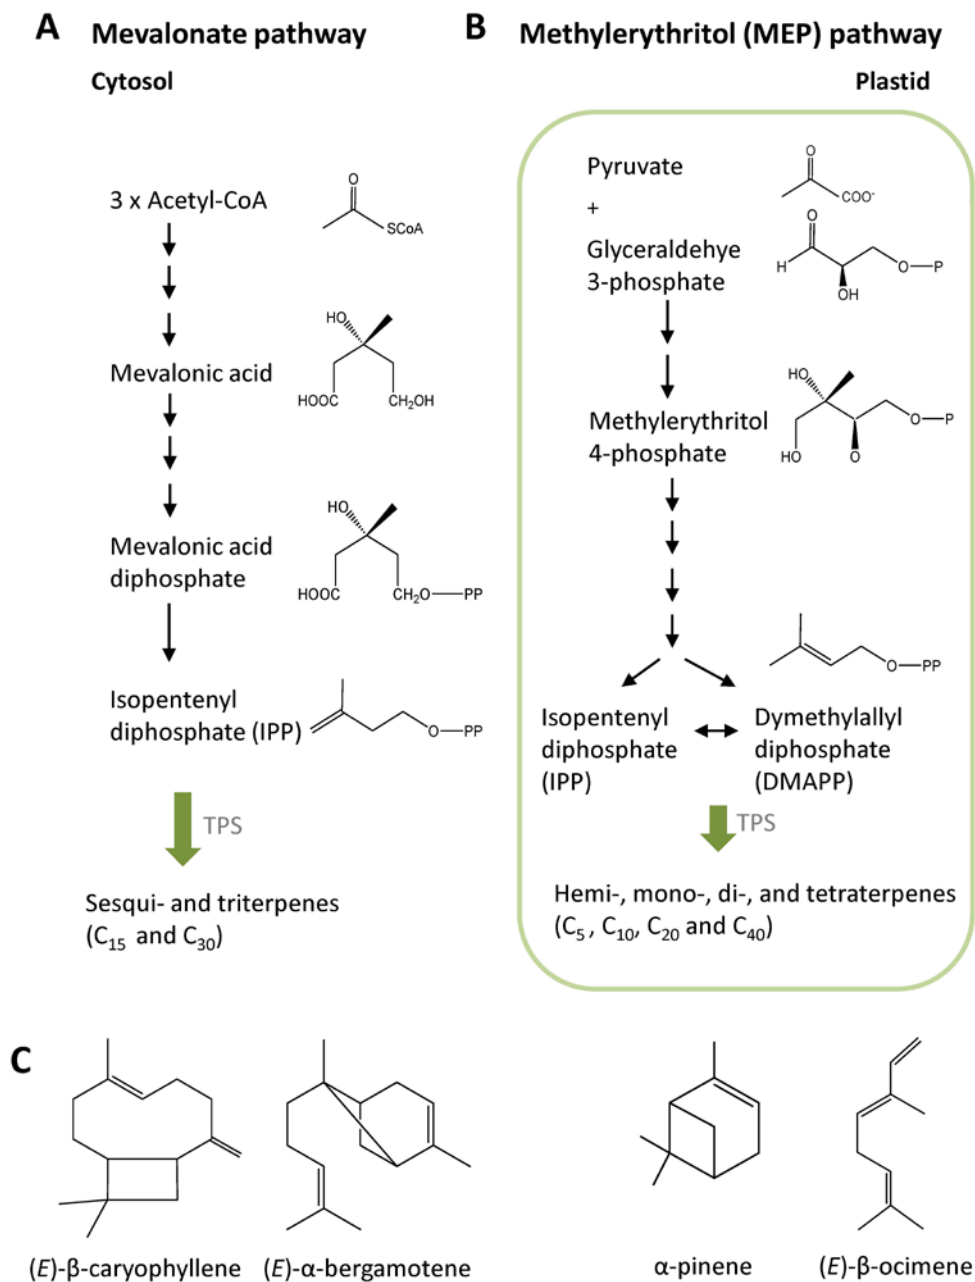 A Mevalonate pathway
Cytosol
3 x Acetyl-CoA
O
SCoA
HO
Mevalonic acid
HOOC
CH₂OH
HO
Mevalonic acid
diphosphate
HOOC
CH₂O—PP
Isopentenyl
diphosphate (IPP)
O—PP
TPS
Sesqui- and triterpenes
(C₁₅ and C₃₀)
B Methylerythritol (MEP) pathway
Plastid
Pyruvate
O
COO⁻
+
Glyceraldehye
3-phosphate
O
H
O—P
OH
HO
Methylerythritol
4-phosphate
O—P
HO
O
O—PP
Isopentenyl
diphosphate
(IPP)
Dymethylallyl
diphosphate
(DMAPP)
TPS
Hemi-, mono-, di-, and tetraterpenes
(C₅ , C₁₀, C₂₀ and C₄₀)
C
(E)-β-caryophyllene
(E)-α-bergamotene
α-pinene
(E)-β-ocimene